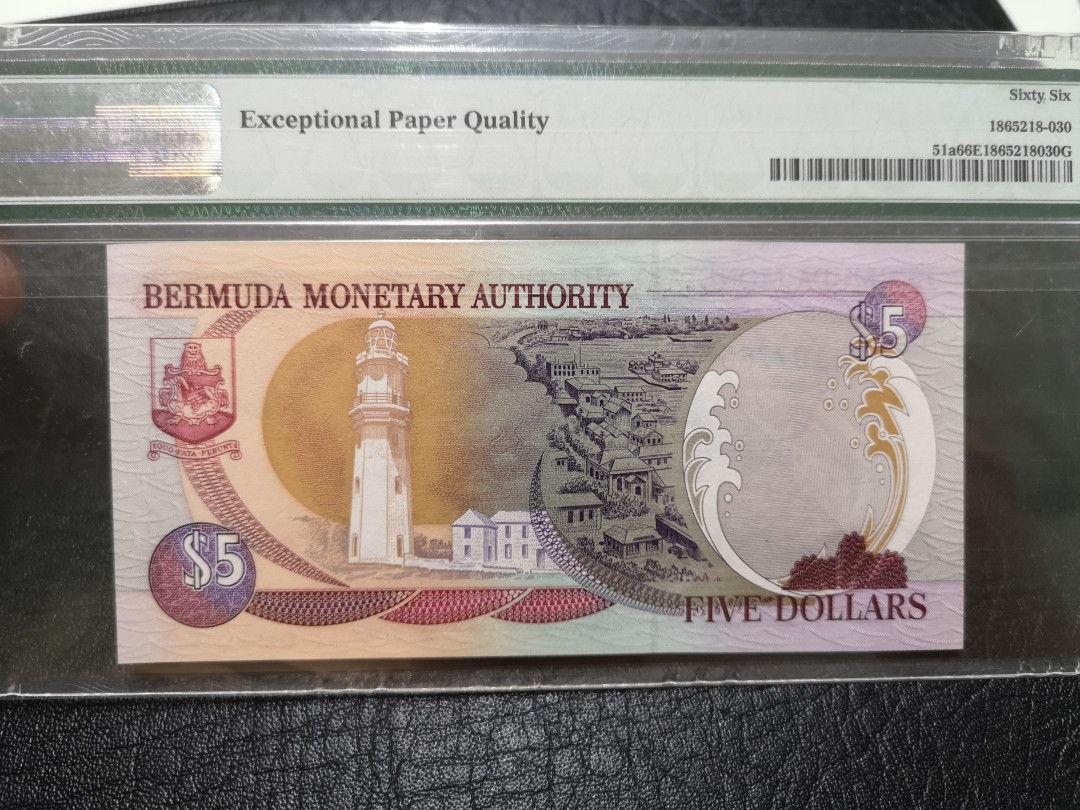 Exceptional Paper Quality
Sixty Six
1865218-030
51a66E1865218030G
BERMUDA MONETARY AUTHORITY
$5
QUO FATA FERUNT
$5
FIVE DOLLARS